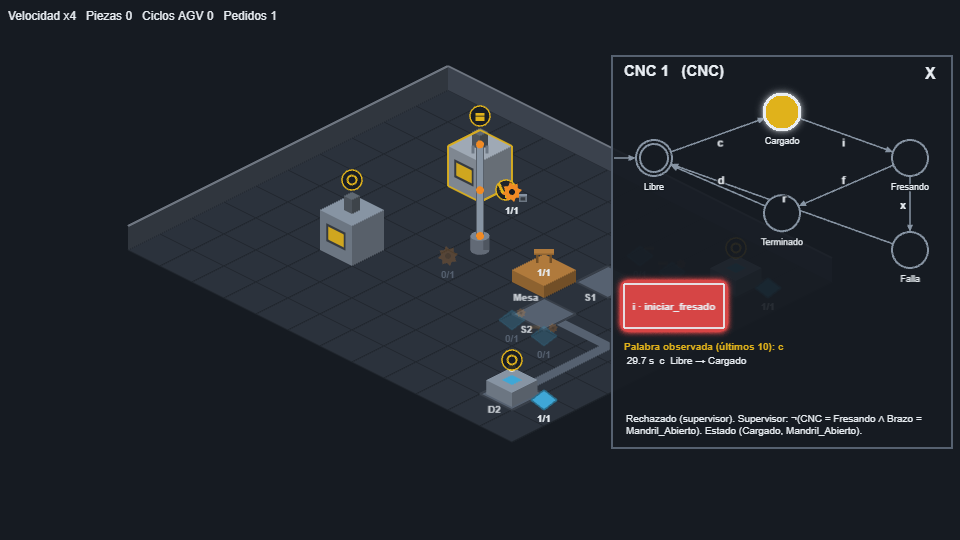 Velocidad x4   Piezas 0   Ciclos AGV 0   Pedidos 1
CNC 1   (CNC)
X
Cargado
c
i
Libre
d
f
Fresando
r
x
Terminado
Falla
1/1
0/1
1/1
Mesa
S1
S2
0/1
0/1
1/1
D2
1/1
i - iniciar_fresado
Palabra observada (últimos 10): c
29.7 s  c  Libre → Cargado
Rechazado (supervisor). Supervisor: ¬(CNC = Fresando ∧ Brazo =
Mandril_Abierto). Estado (Cargado, Mandril_Abierto).